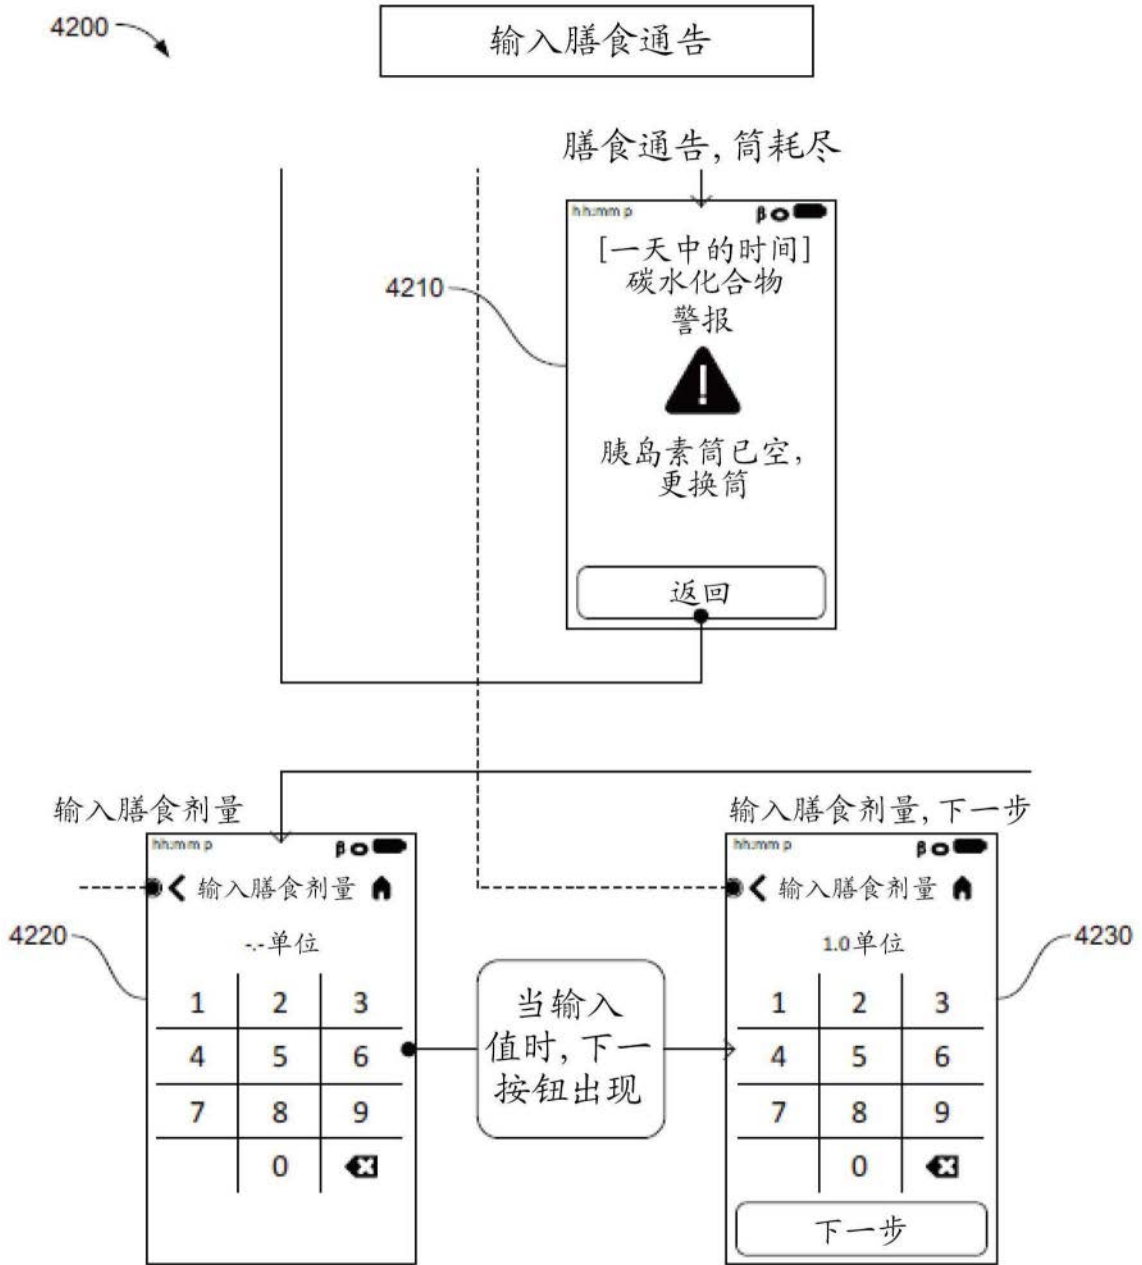 4200
输入膳食通告
膳食通告, 筒耗尽
hh:mm p
β
[一天中的时间]
碳水化合物
警报
4210
!
胰岛素筒已空,
更换筒
返回
输入膳食剂量
hh:mm p
β
输入膳食剂量
4220
-.-单位
1 2 3
4 5 6
7 8 9
0
当输入
值时, 下一
按钮出现
输入膳食剂量, 下一步
hh:mm p
β
输入膳食剂量
4230
1.0单位
1 2 3
4 5 6
7 8 9
0
下一步